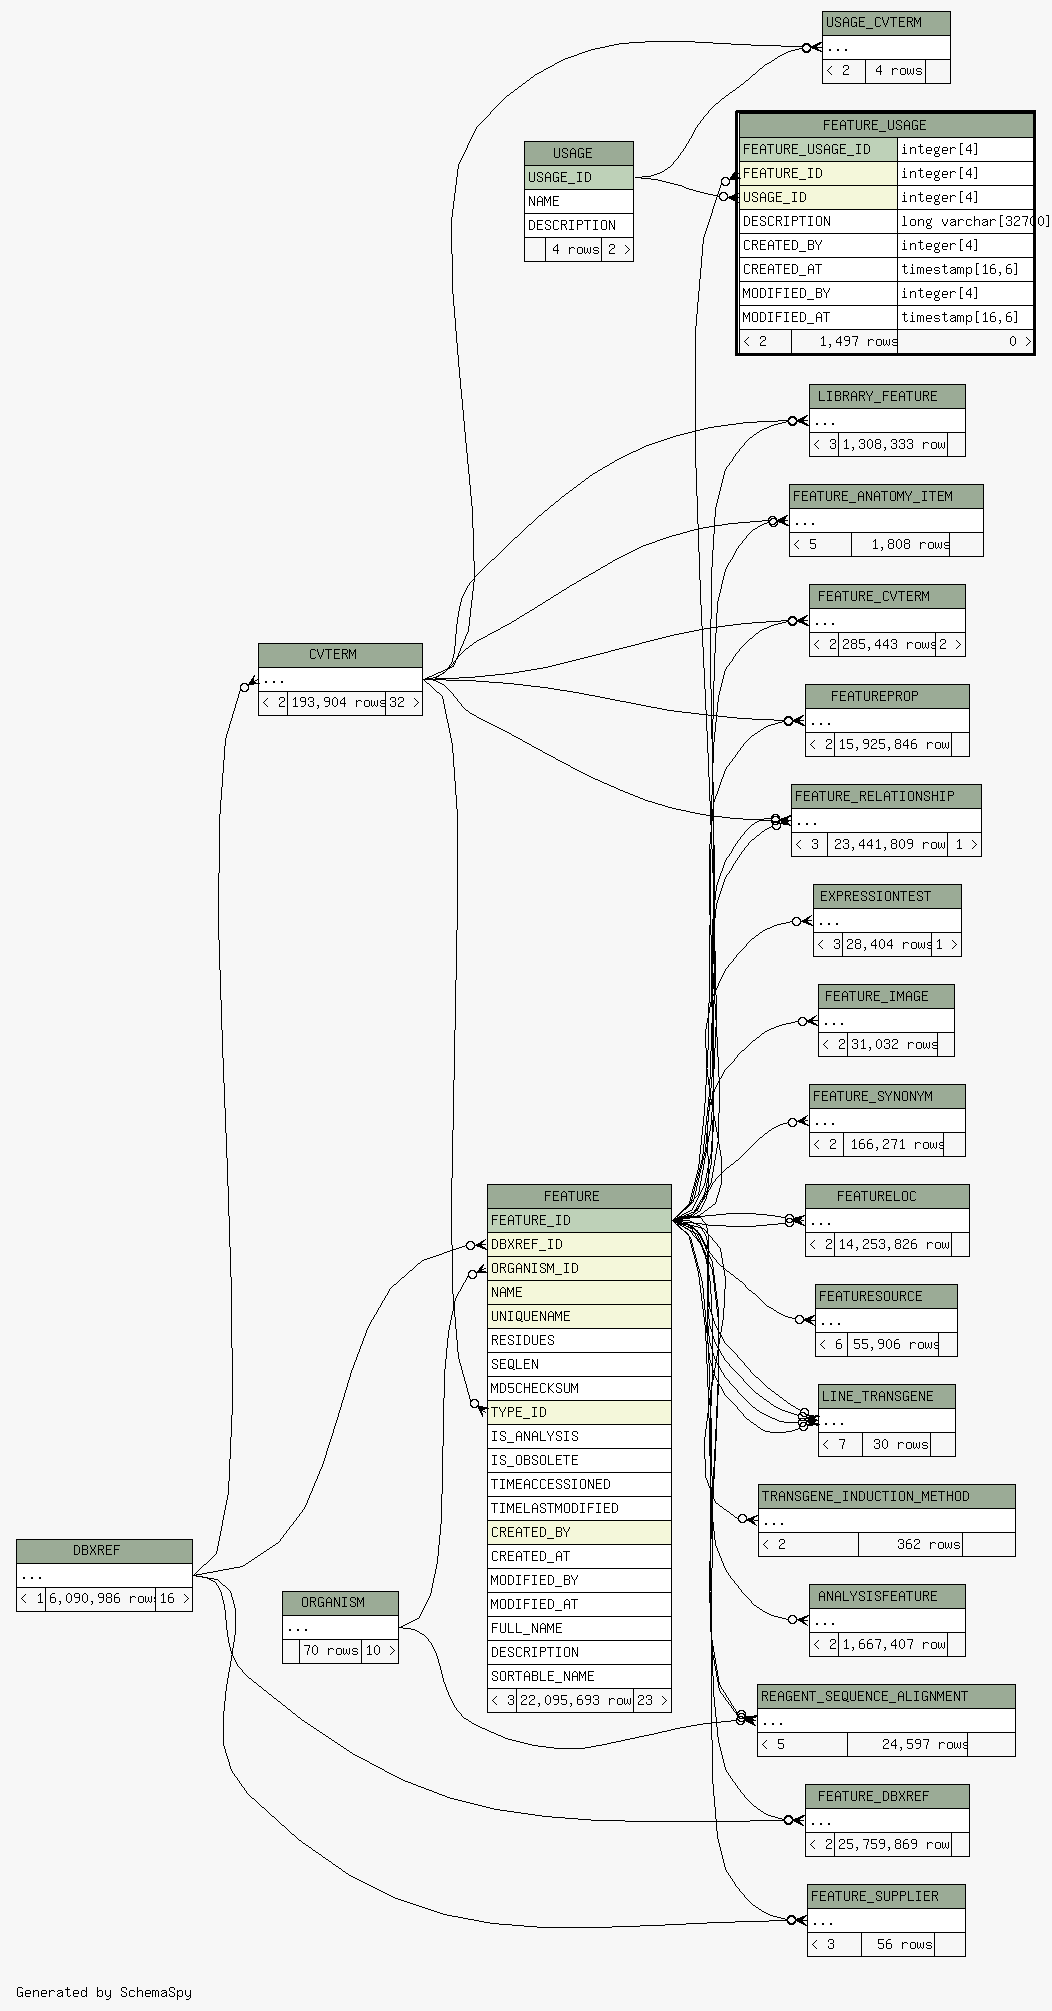 USAGE_CVTERM
...
< 2 4 rows
FEATURE_USAGE
FEATURE_USAGE_ID integer[4]
FEATURE_ID integer[4]
USAGE_ID integer[4]
DESCRIPTION long varchar[32700]
CREATED_BY integer[4]
CREATED_AT timestamp[16,6]
MODIFIED_BY integer[4]
MODIFIED_AT timestamp[16,6]
< 2 1,497 rows 0 >
USAGE
USAGE_ID
NAME
DESCRIPTION
4 rows 2 >
LIBRARY_FEATURE
...
< 3 1,308,333 row
FEATURE_ANATOMY_ITEM
...
< 5 1,808 rows
FEATURE_CVTERM
...
< 2 285,443 rows 2 >
CVTERM
...
< 2 193,904 rows 32 >
FEATUREPROP
...
< 2 15,925,846 row
FEATURE_RELATIONSHIP
...
< 3 23,441,809 row 1 >
EXPRESSIONTEST
...
< 3 28,404 rows 1 >
FEATURE_IMAGE
...
< 2 31,032 rows
FEATURE_SYNONYM
...
< 2 166,271 rows
FEATURELOC
...
< 2 14,253,826 row
FEATURE
FEATURE_ID
DBXREF_ID
ORGANISM_ID
NAME
UNIQUENAME
RESIDUES
SEQLEN
MD5CHECKSUM
TYPE_ID
IS_ANALYSIS
IS_OBSOLETE
TIMEACCESSIONED
TIMELASTMODIFIED
CREATED_BY
CREATED_AT
MODIFIED_BY
MODIFIED_AT
FULL_NAME
DESCRIPTION
SORTABLE_NAME
< 3 22,095,693 row 23 >
FEATURESOURCE
...
< 6 55,906 rows
LINE_TRANSGENE
...
< 7 30 rows
TRANSGENE_INDUCTION_METHOD
...
< 2 362 rows
DBXREF
...
< 1 6,090,986 rows 16 >
ORGANISM
...
70 rows 10 >
ANALYSISFEATURE
...
< 2 1,667,407 row
REAGENT_SEQUENCE_ALIGNMENT
...
< 5 24,597 rows
FEATURE_DBXREF
...
< 2 25,759,869 row
FEATURE_SUPPLIER
...
< 3 56 rows
Generated by SchemaSpy